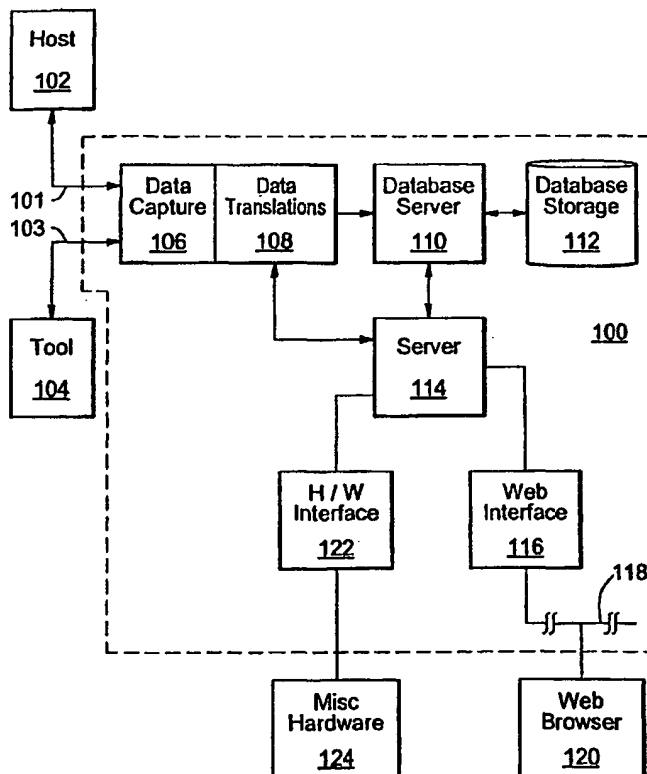 Host
102
101
103
Data
Capture
106
Data
Translations
108
Database
Server
110
Database
Storage
112
Tool
104
Server
114
100
H / W
Interface
122
Web
Interface
116
118
Misc
Hardware
124
Web
Browser
120